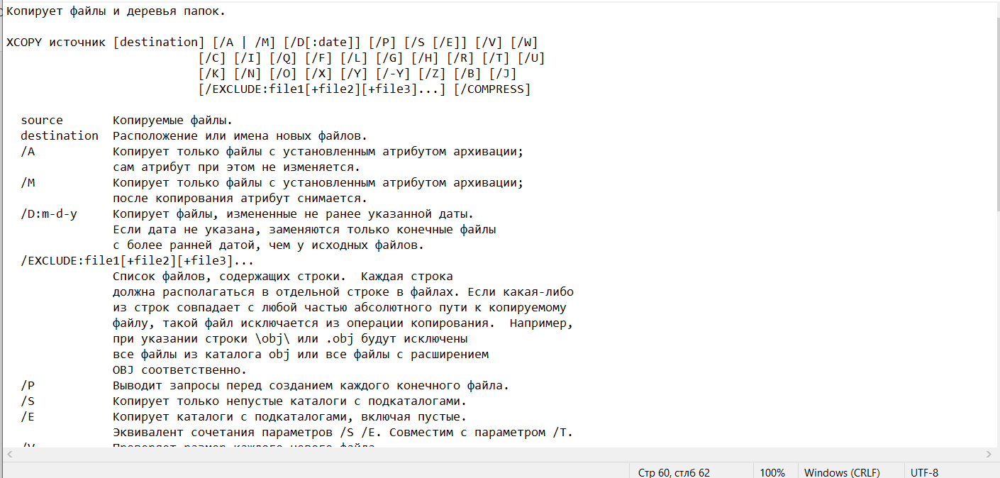 Копирует файлы и деревья папок.
XCOPY источник [destination] [/A | /M] [/D[:date]] [/P] [/S [/E]] [/V] [/W]
[/C] [/I] [/Q] [/F] [/L] [/G] [/H] [/R] [/T] [/U]
[/K] [/N] [/O] [/X] [/Y] [/-Y] [/Z] [/B] [/J]
[/EXCLUDE:file1[+file2][+file3]...] [/COMPRESS]
source Копируемые файлы.
destination Расположение или имена новых файлов.
/A Копирует только файлы с установленным атрибутом архивации;
сам атрибут при этом не изменяется.
/M Копирует только файлы с установленным атрибутом архивации;
после копирования атрибут снимается.
/D:m-d-y Копирует файлы, измененные не ранее указанной даты.
Если дата не указана, заменяются только конечные файлы
с более ранней датой, чем у исходных файлов.
/EXCLUDE:file1[+file2][+file3]...
Список файлов, содержащих строки.  Каждая строка
должна располагаться в отдельной строке в файлах. Если какая-либо
из строк совпадает с любой частью абсолютного пути к копируемому
файлу, такой файл исключается из операции копирования.  Например,
при указании строки \obj\ или .obj будут исключены
все файлы из каталога obj или все файлы с расширением
OBJ соответственно.
/P Выводит запросы перед созданием каждого конечного файла.
/S Копирует только непустые каталоги с подкаталогами.
/E Копирует каталоги с подкаталогами, включая пустые.
Эквивалент сочетания параметров /S /E. Совместим с параметром /T.
/V Проверяет размер каждого нового файла.
Стр 60, стлб 62 100% Windows (CRLF) UTF-8